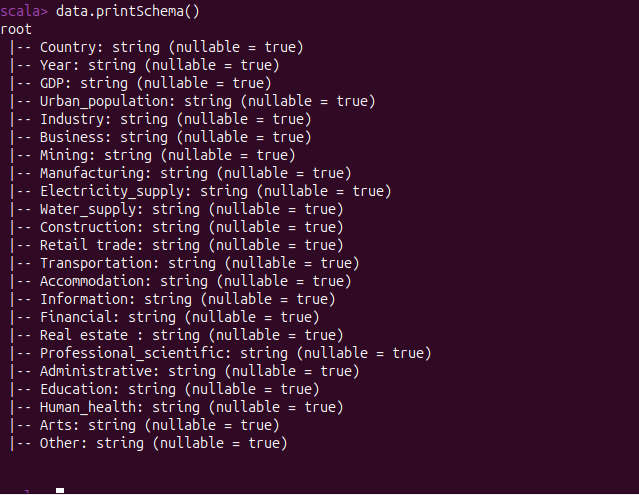 scala> data.printSchema()
root
 |-- Country: string (nullable = true)
 |-- Year: string (nullable = true)
 |-- GDP: string (nullable = true)
 |-- Urban_population: string (nullable = true)
 |-- Industry: string (nullable = true)
 |-- Business: string (nullable = true)
 |-- Mining: string (nullable = true)
 |-- Manufacturing: string (nullable = true)
 |-- Electricity_supply: string (nullable = true)
 |-- Water_supply: string (nullable = true)
 |-- Construction: string (nullable = true)
 |-- Retail trade: string (nullable = true)
 |-- Transportation: string (nullable = true)
 |-- Accommodation: string (nullable = true)
 |-- Information: string (nullable = true)
 |-- Financial: string (nullable = true)
 |-- Real estate : string (nullable = true)
 |-- Professional_scientific: string (nullable = true)
 |-- Administrative: string (nullable = true)
 |-- Education: string (nullable = true)
 |-- Human_health: string (nullable = true)
 |-- Arts: string (nullable = true)
 |-- Other: string (nullable = true)